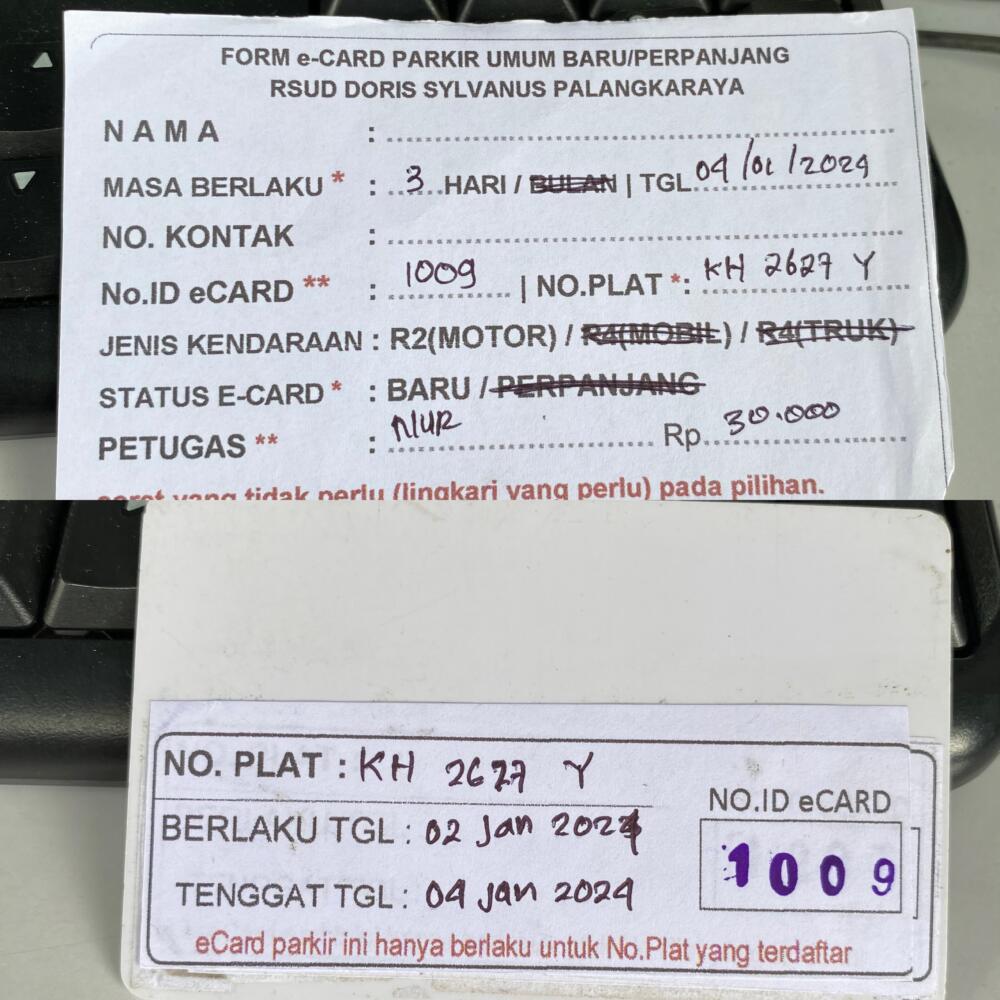 FORM e-CARD PARKIR UMUM BARU/PERPANJANG
RSUD DORIS SYLVANUS PALANGKARAYA
NAMA :
MASA BERLAKU * : 3 HARI / BULAN | TGL 04/01/2024
NO. KONTAK :
No.ID eCARD ** : 1009 | NO.PLAT *: KH 2627 Y
JENIS KENDARAAN : R2(MOTOR) / R4(MOBIL) / R4(TRUK)
STATUS E-CARD * : BARU / PERPANJANG
PETUGAS ** : NUR Rp. 30.000
coret yang tidak perlu (lingkari yang perlu) pada pilihan.
NO. PLAT : KH 2627 Y
BERLAKU TGL : 02 Jan 2024
TENGGAT TGL : 04 Jan 2024
NO.ID eCARD
1009
eCard parkir ini hanya berlaku untuk No.Plat yang terdaftar